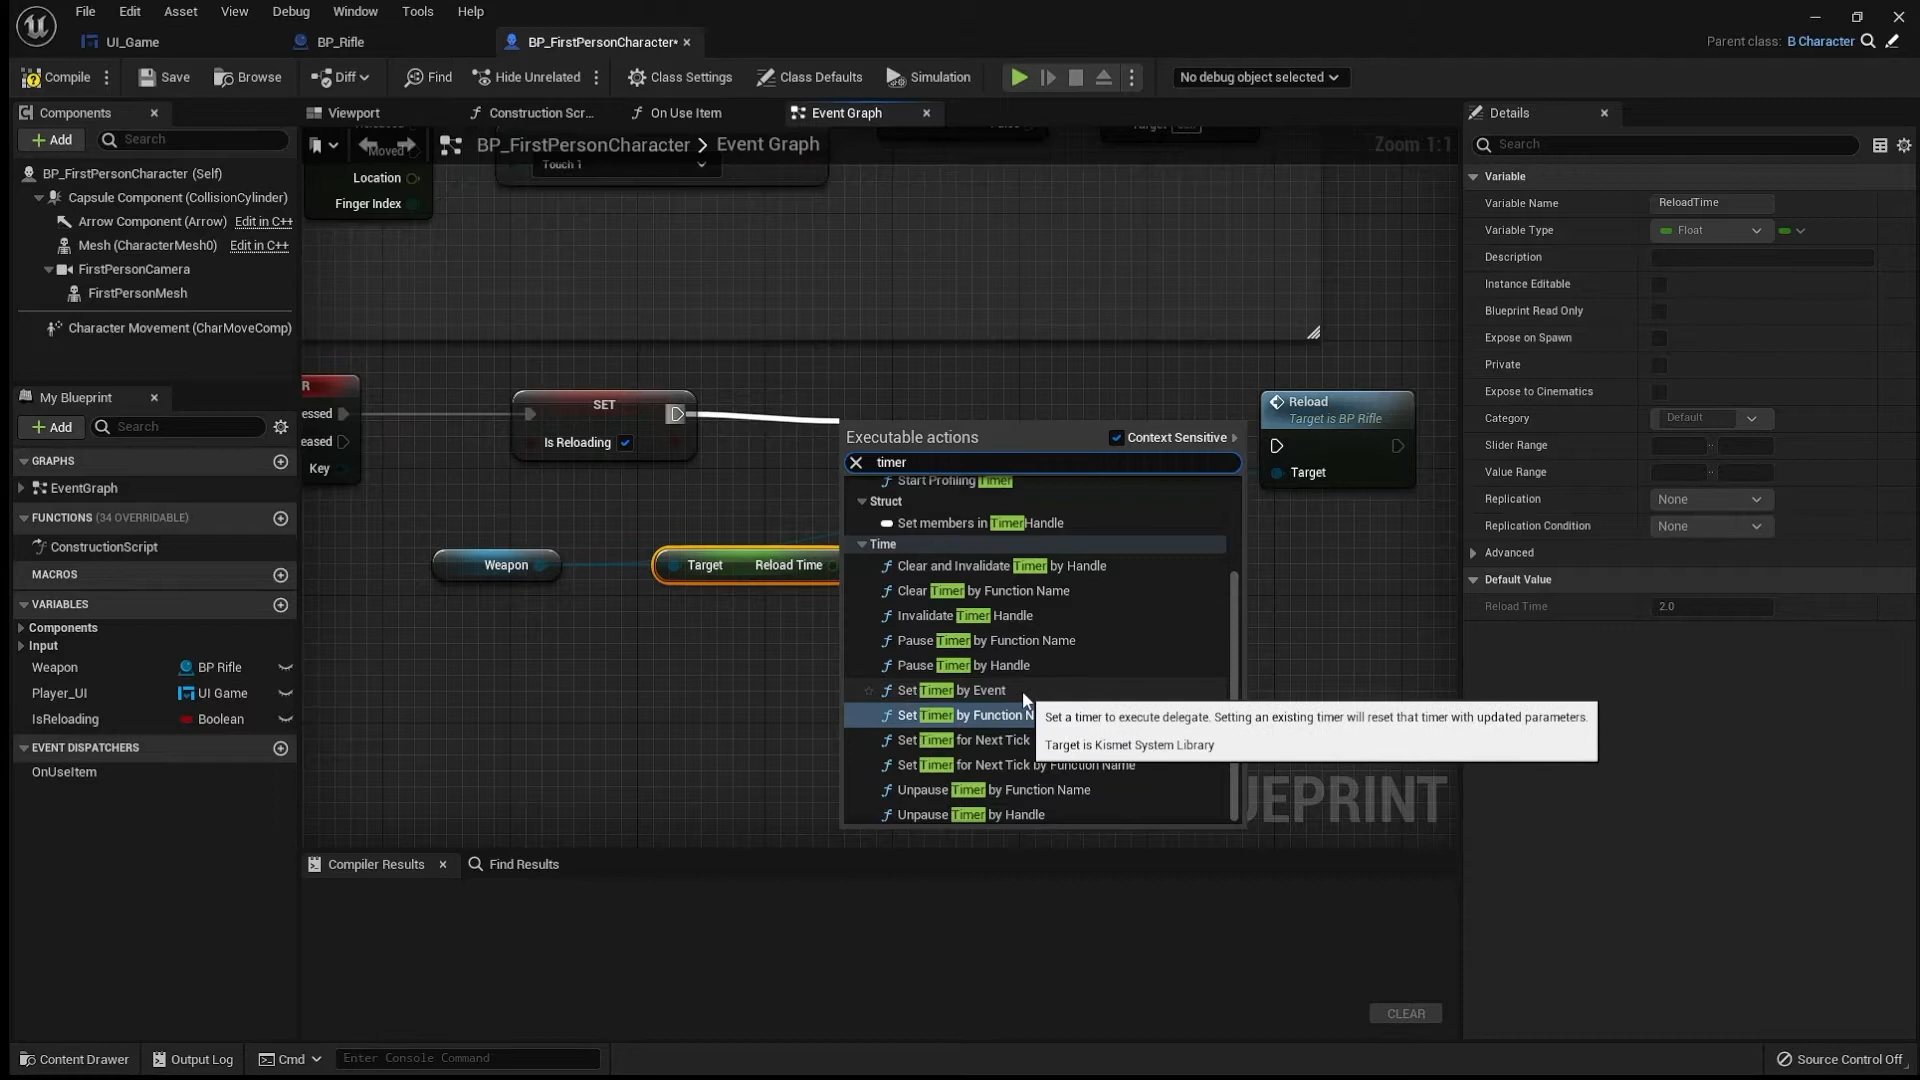 File Edit Asset View Debug Window Tools Help
UI_Game BP_Rifle BP_FirstPersonCharacter* Parent class: B Character
Compile Save Browse Diff Find Hide Unrelated Class Settings Class Defaults Simulation No debug object selected
Components Viewport Construction Scr... On Use Item Event Graph Details
Add Search
BP_FirstPersonCharacter > Event Graph Zoom 1:1 Search
Moved Touch 1
Location
Finger Index
BP_FirstPersonCharacter (Self)
Capsule Component (CollisionCylinder)
Arrow Component (Arrow) Edit in C++
Mesh (CharacterMesh0) Edit in C++
FirstPersonCamera
FirstPersonMesh
Character Movement (CharMoveComp)
My Blueprint
Add Search
GRAPHS
EventGraph
FUNCTIONS (34 OVERRIDABLE)
ConstructionScript
MACROS
VARIABLES
Components
Input
Weapon BP Rifle
Player_UI UI Game
IsReloading Boolean
EVENT DISPATCHERS
OnUseItem
R
essed
eased
Key
SET
Is Reloading
Weapon
Target Reload Time
Executable actions Context Sensitive
timer
Start Profiling Timer
Struct
Set members in TimerHandle
Time
Clear and Invalidate Timer by Handle
Clear Timer by Function Name
Invalidate Timer Handle
Pause Timer by Function Name
Pause Timer by Handle
Set Timer by Event
Set Timer by Function N
Set Timer for Next Tick
Set Timer for Next Tick by Function Name
Unpause Timer by Function Name
Unpause Timer by Handle
Set a timer to execute delegate. Setting an existing timer will reset that timer with updated parameters.
Target is Kismet System Library
Reload
Target is BP Rifle
Target
UEPRINT
Variable
Variable Name ReloadTime
Variable Type Float
Description
Instance Editable
Blueprint Read Only
Expose on Spawn
Private
Expose to Cinematics
Category Default
Slider Range
Value Range
Replication None
Replication Condition None
Advanced
Default Value
Reload Time 2.0
Compiler Results Find Results
CLEAR
Content Drawer Output Log Cmd Enter Console Command Source Control Off